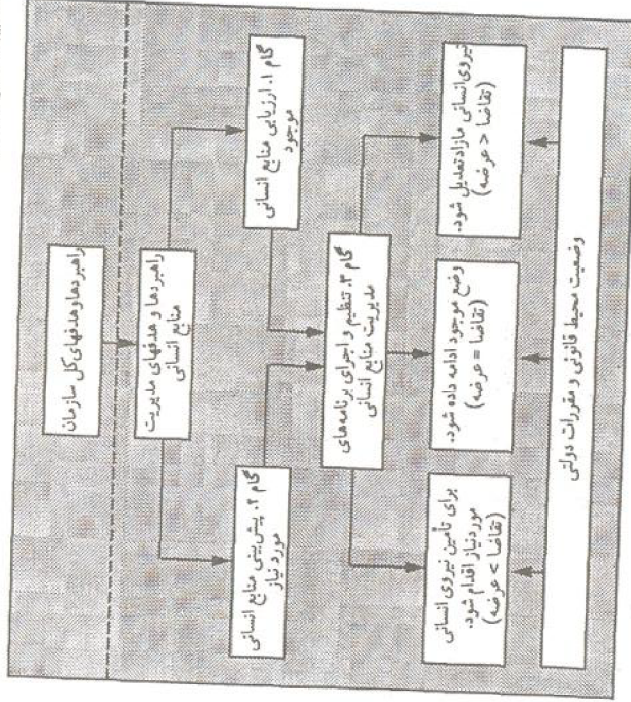 راهبردها و هدفهای کل سازمان
راهبردها و هدفهای مدیریت
منابع انسانی
گام ۱. ارزیابی منابع انسانی
موجود
گام ۲. پیش‌بینی منابع انسانی
مورد نیاز
گام ۳. تنظیم و اجرای برنامه‌های
مدیریت منابع انسانی
نیروی انسانی مازاد تعدیل شود.
(تقاضا < عرضه)
وضع موجود ادامه داده شود.
(تقاضا = عرضه)
برای تأمین نیروی انسانی
مورد نیاز اقدام شود.
(تقاضا > عرضه)
وضعیت محیط قانونی و مقررات دولتی